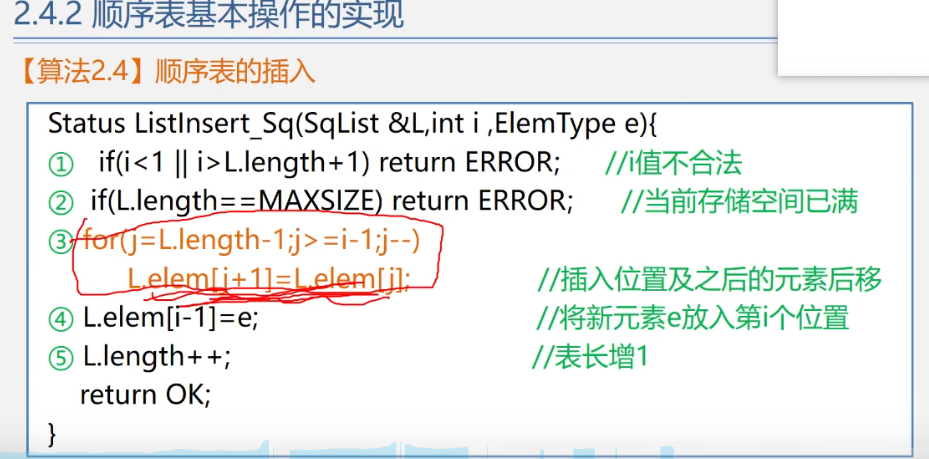 2.4.2 顺序表基本操作的实现
【算法2.4】顺序表的插入
Status ListInsert_Sq(SqList &L,int i ,ElemType e){
① if(i<1 || i>L.length+1) return ERROR; //i值不合法
② if(L.length==MAXSIZE) return ERROR; //当前存储空间已满
③ for(j=L.length-1;j>=i-1;j--)
L.elem[j+1]=L.elem[j]; //插入位置及之后的元素后移
④ L.elem[i-1]=e; //将新元素e放入第i个位置
⑤ L.length++; //表长增1
return OK;
}